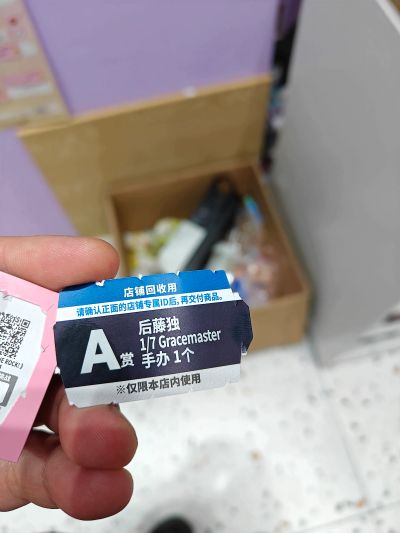 店铺回收用
请确认正面的店铺专属ID后,再交付商品。
A赏
后藤独
1/7 Gracemaster
手办 1个
※仅限本店内使用